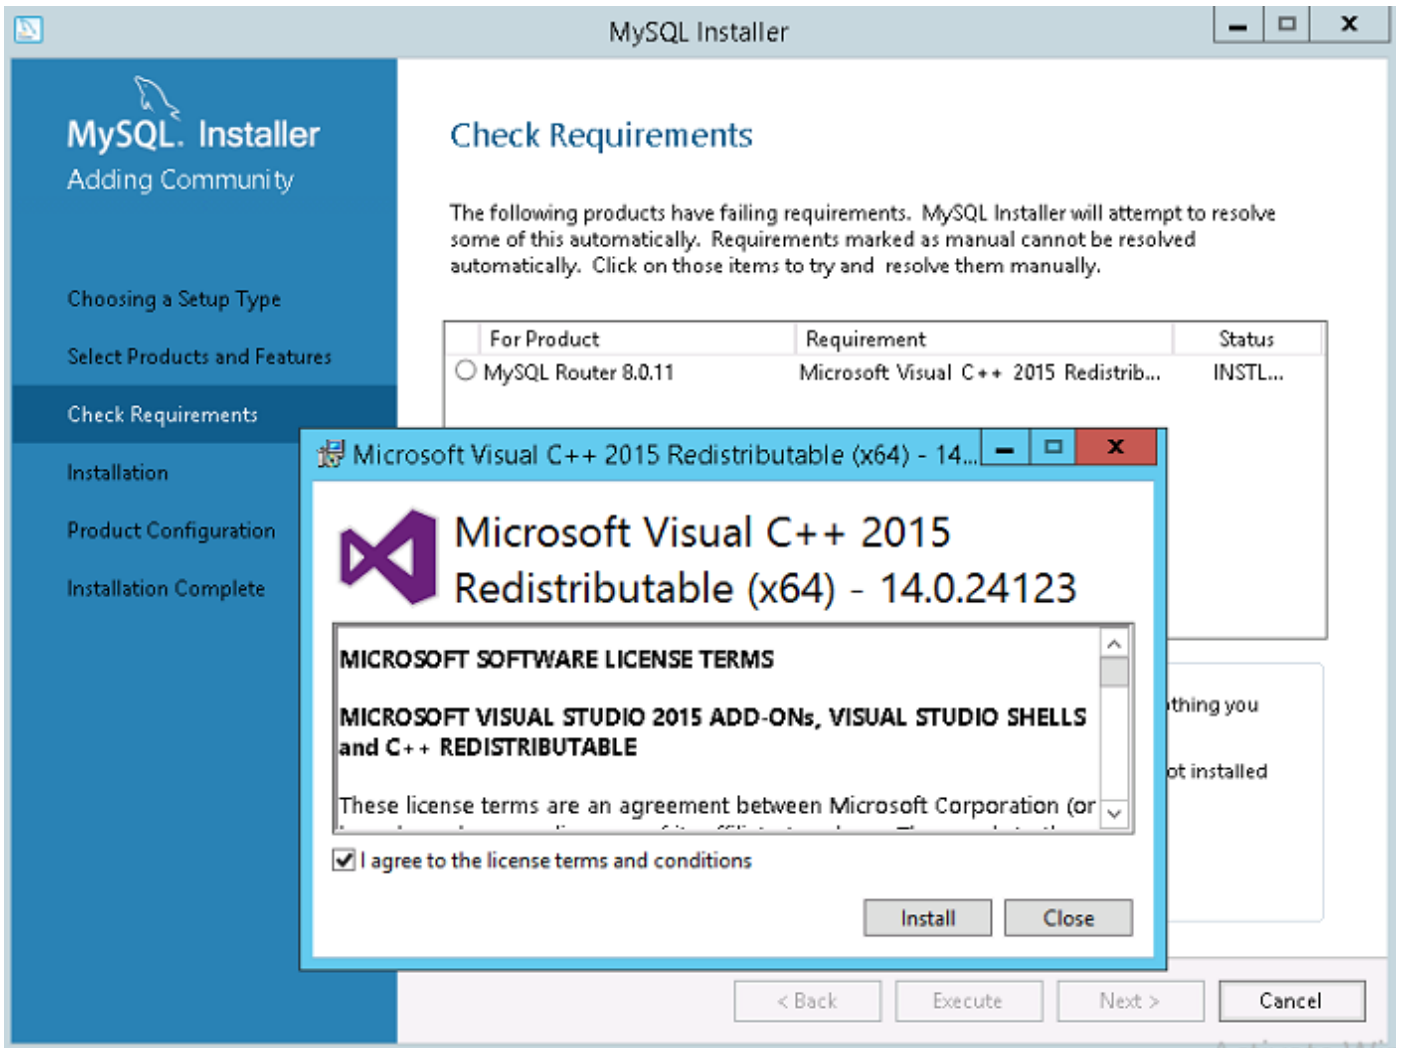 MySQL Installer
MySQL. Installer
Adding Community
Choosing a Setup Type
Select Products and Features
Check Requirements
Installation
Product Configuration
Installation Complete
Check Requirements
The following products have failing requirements. MySQL Installer will attempt to resolve
some of this automatically. Requirements marked as manual cannot be resolved
automatically. Click on those items to try and resolve them manually.
For Product Requirement Status
MySQL Router 8.0.11 Microsoft Visual C++ 2015 Redistrib... INSTL...
Microsoft Visual C++ 2015 Redistributable (x64) - 14...
Microsoft Visual C++ 2015
Redistributable (x64) - 14.0.24123
MICROSOFT SOFTWARE LICENSE TERMS
MICROSOFT VISUAL STUDIO 2015 ADD-ONs, VISUAL STUDIO SHELLS
and C++ REDISTRIBUTABLE
These license terms are an agreement between Microsoft Corporation (or
I agree to the license terms and conditions
Install Close
thing you
ot installed
< Back Execute Next > Cancel